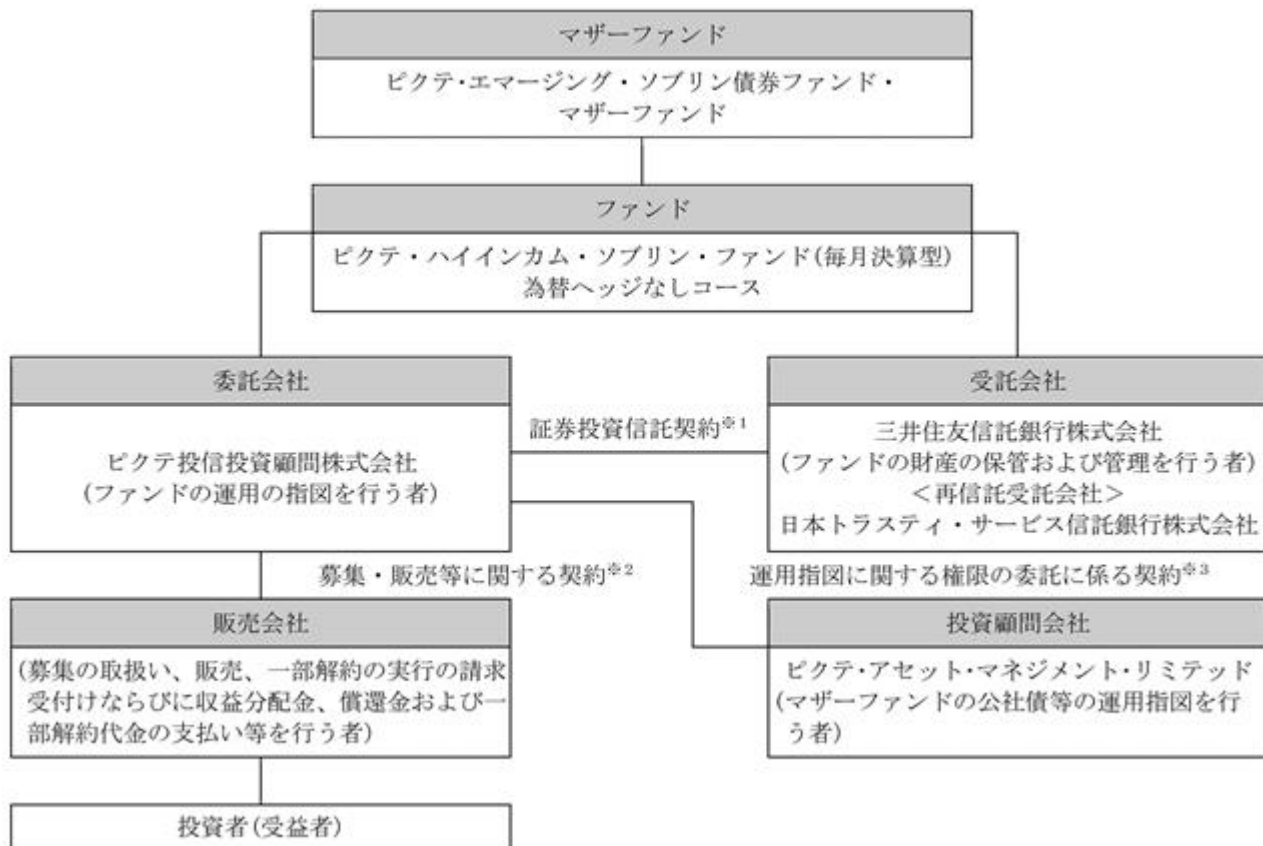 マザーファンド
ピクテ・エマージング・ソブリン債券ファンド・
マザーファンド
ファンド
ピクテ・ハイインカム・ソブリン・ファンド(毎月決算型)
為替ヘッジなしコース
委託会社
ピクテ投信投資顧問株式会社
(ファンドの運用の指図を行う者)
証券投資信託契約※1
受託会社
三井住友信託銀行株式会社
(ファンドの財産の保管および管理を行う者)
<再信託受託会社>
日本トラスティ・サービス信託銀行株式会社
募集・販売等に関する契約※2
運用指図に関する権限の委託に係る契約※3
販売会社
(募集の取扱い、販売、一部解約の実行の請求
受付けならびに収益分配金、償還金および一
部解約代金の支払い等を行う者)
投資顧問会社
ピクテ・アセット・マネジメント・リミテッド
(マザーファンドの公社債等の運用指図を行
う者)
投資者(受益者)